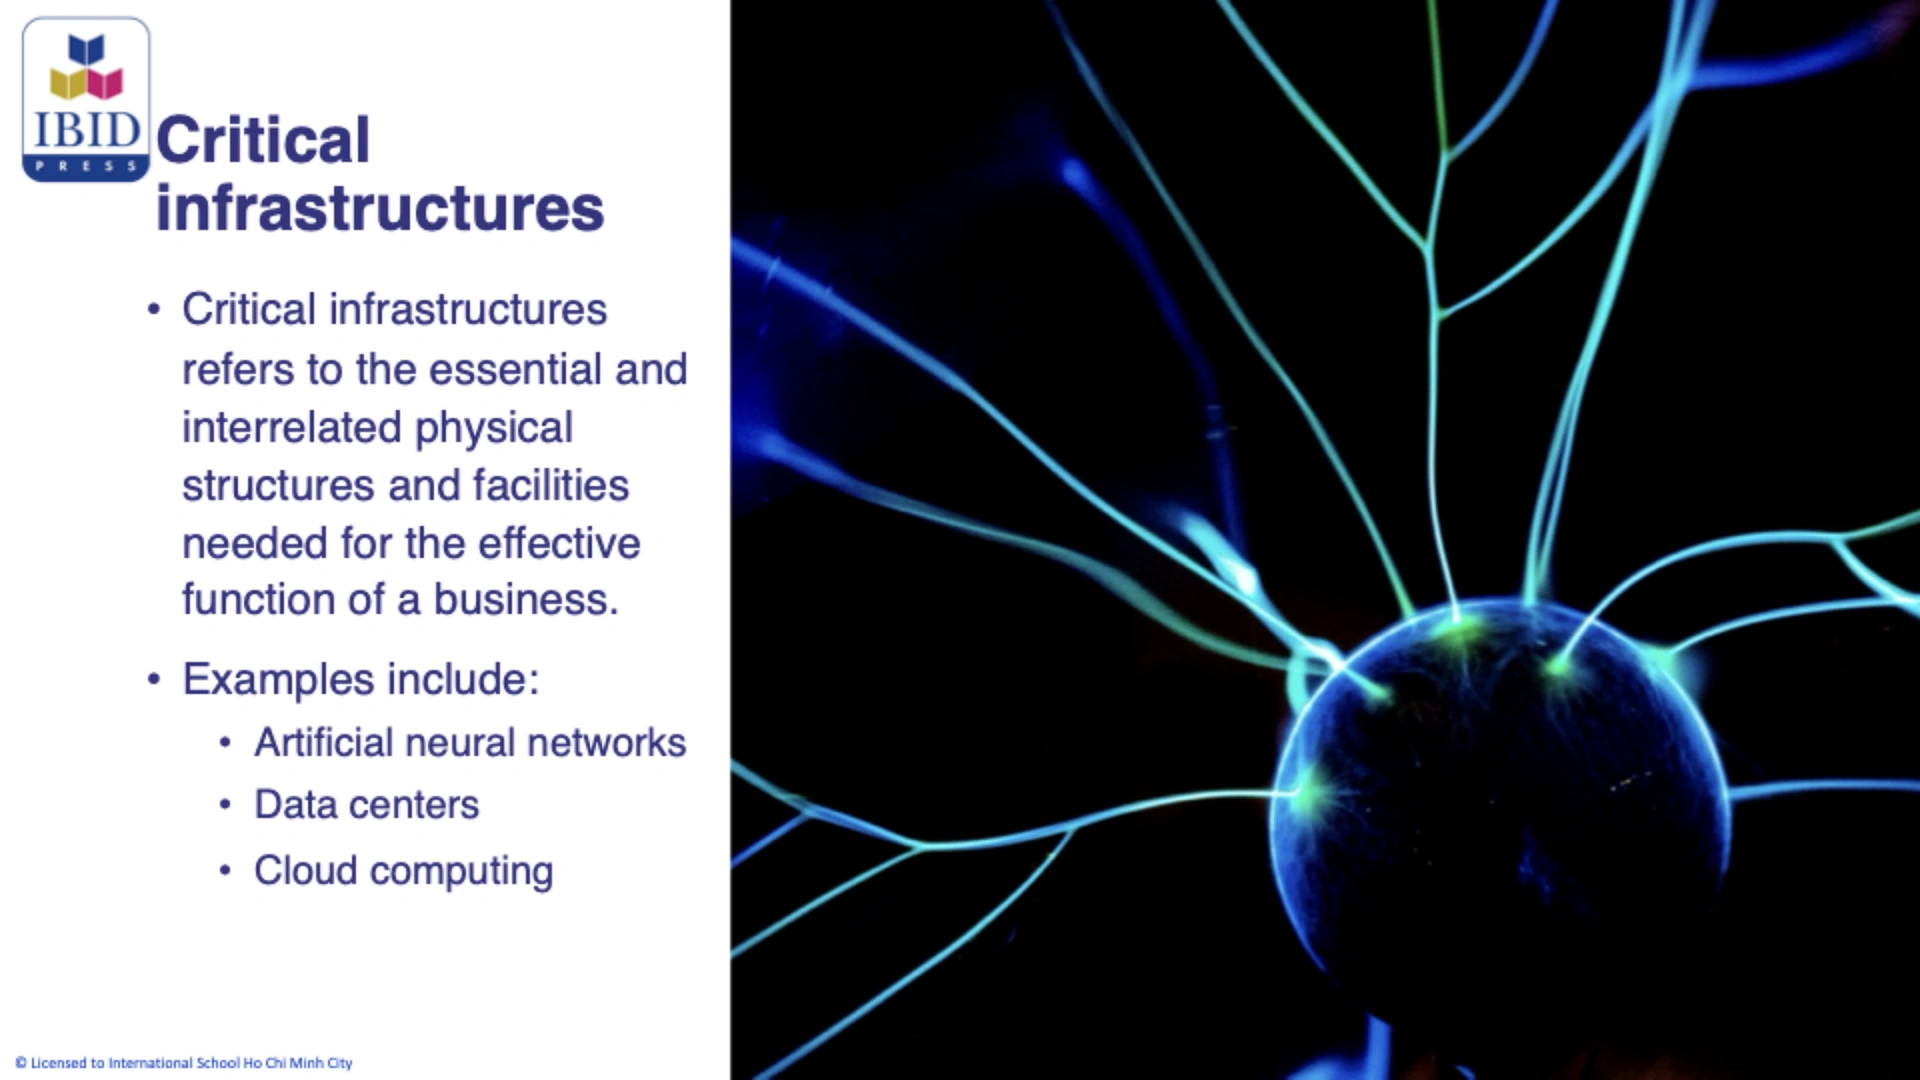 IBID
PRESS
Critical
infrastructures
• Critical infrastructures
refers to the essential and
interrelated physical
structures and facilities
needed for the effective
function of a business.
• Examples include:
• Artificial neural networks
• Data centers
• Cloud computing
© Licensed to International School Ho Chi Minh City